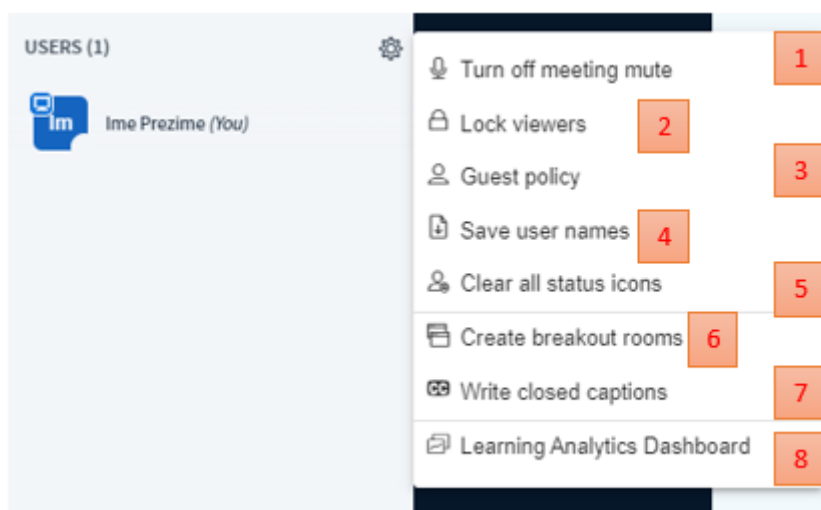 USERS (1)
Im
Ime Prezime (You)
Turn off meeting mute 1
Lock viewers 2
Guest policy 3
Save user names 4
Clear all status icons 5
Create breakout rooms 6
CC Write closed captions 7
Learning Analytics Dashboard 8